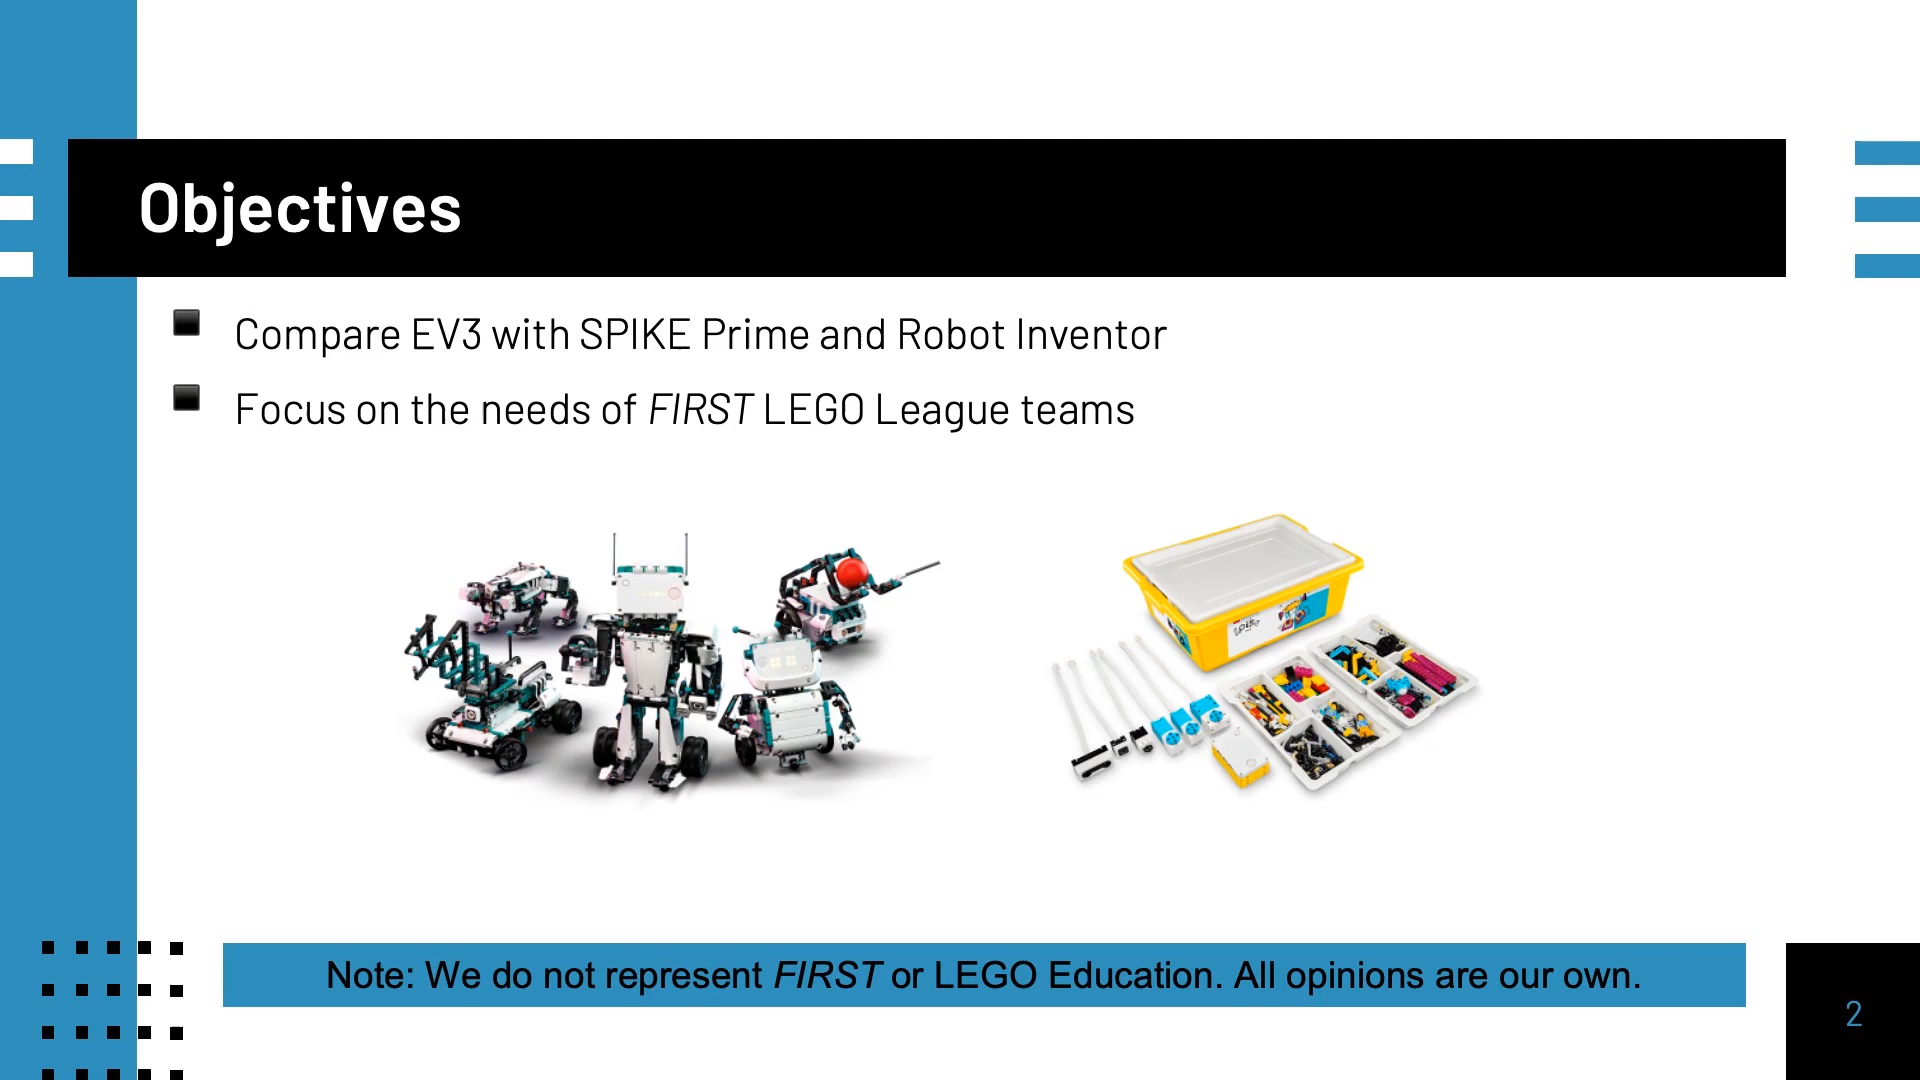 Objectives
Compare EV3 with SPIKE Prime and Robot Inventor
Focus on the needs of FIRST LEGO League teams
Note: We do not represent FIRST or LEGO Education. All opinions are our own.
2